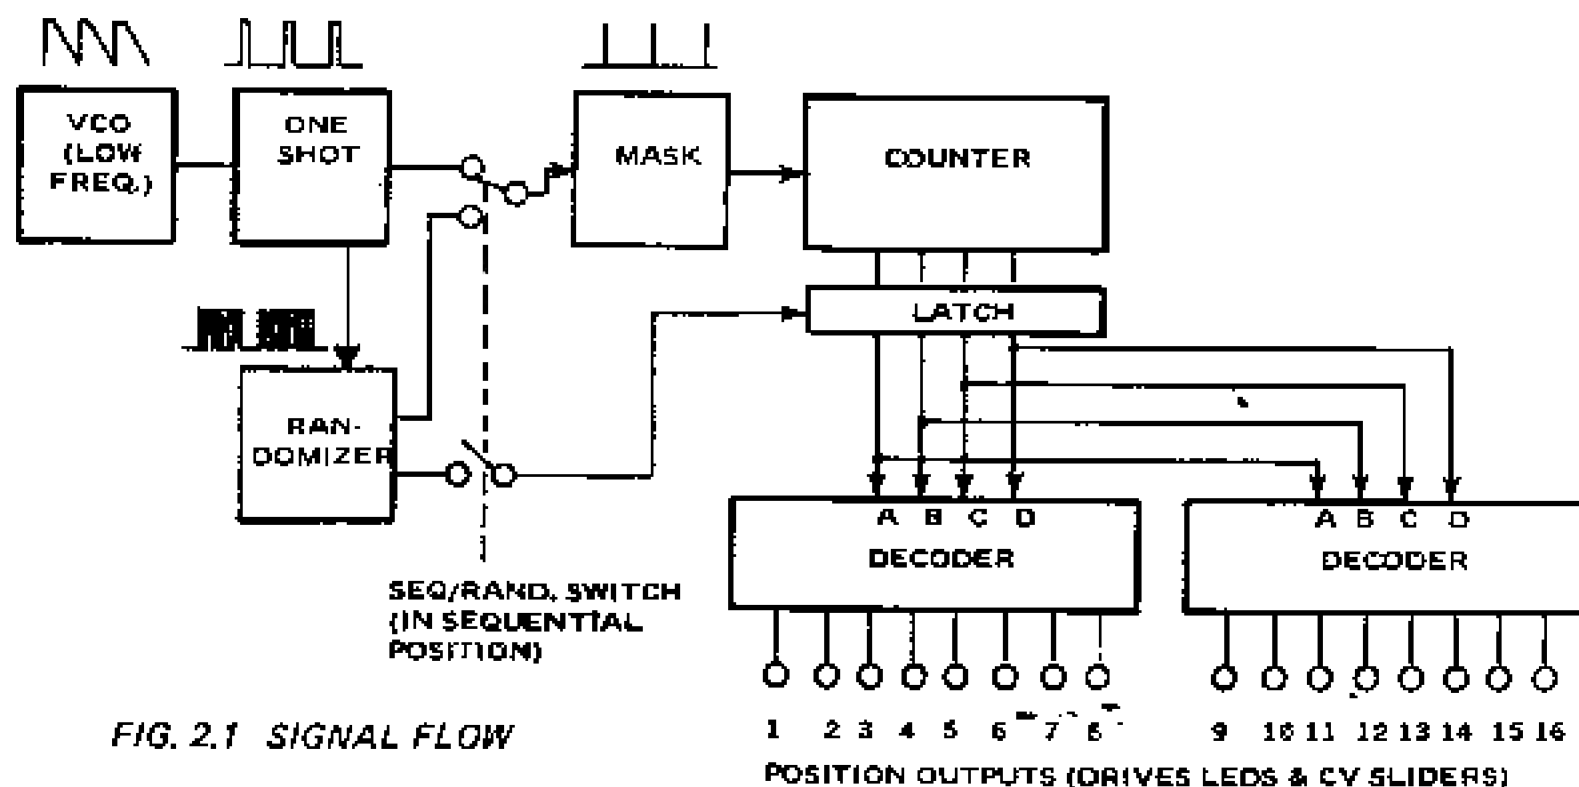 VCO
(LOW
FREQ.)
ONE
SHOT
MASK
COUNTER
LATCH
RAN-
DOMIZER
A B C D
DECODER
A B C D
DECODER
SEQ/RAND. SWITCH
(IN SEQUENTIAL
POSITION)
1 2 3 4 5 6 7 8
9 10 11 12 13 14 15 16
FIG. 2.1 SIGNAL FLOW
POSITION OUTPUTS (DRIVES LEDS & CV SLIDERS)